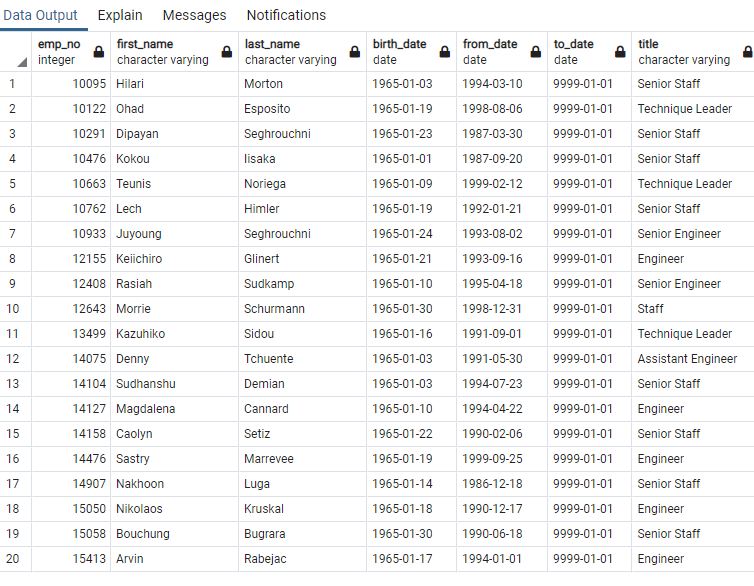 Data Output Explain Messages Notifications
emp_no first_name last_name birth_date from_date to_date title
integer character varying character varying date date date character varying
1 10095 Hilari Morton 1965-01-03 1994-03-10 9999-01-01 Senior Staff
2 10122 Ohad Esposito 1965-01-19 1998-08-06 9999-01-01 Technique Leader
3 10291 Dipayan Seghrouchni 1965-01-23 1987-03-30 9999-01-01 Senior Staff
4 10476 Kokou Iisaka 1965-01-01 1987-09-20 9999-01-01 Senior Staff
5 10663 Teunis Noriega 1965-01-09 1999-02-12 9999-01-01 Technique Leader
6 10762 Lech Himler 1965-01-19 1992-01-21 9999-01-01 Senior Staff
7 10933 Juyoung Seghrouchni 1965-01-24 1993-08-02 9999-01-01 Senior Engineer
8 12155 Keiichiro Glinert 1965-01-21 1993-09-16 9999-01-01 Engineer
9 12408 Rasiah Sudkamp 1965-01-10 1995-04-18 9999-01-01 Senior Engineer
10 12643 Morrie Schurmann 1965-01-30 1998-12-31 9999-01-01 Staff
11 13499 Kazuhiko Sidou 1965-01-16 1991-09-01 9999-01-01 Technique Leader
12 14075 Denny Tchuente 1965-01-03 1991-05-30 9999-01-01 Assistant Engineer
13 14104 Sudhanshu Demian 1965-01-03 1994-07-23 9999-01-01 Senior Staff
14 14127 Magdalena Cannard 1965-01-10 1994-04-22 9999-01-01 Engineer
15 14158 Caolyn Setiz 1965-01-22 1990-02-06 9999-01-01 Senior Staff
16 14476 Sastry Marrevee 1965-01-19 1999-09-25 9999-01-01 Engineer
17 14907 Nakhoon Luga 1965-01-14 1986-12-18 9999-01-01 Senior Staff
18 15050 Nikolaos Kruskal 1965-01-18 1990-12-17 9999-01-01 Engineer
19 15058 Bouchung Bugrara 1965-01-30 1990-06-18 9999-01-01 Senior Staff
20 15413 Arvin Rabejac 1965-01-17 1994-01-01 9999-01-01 Engineer